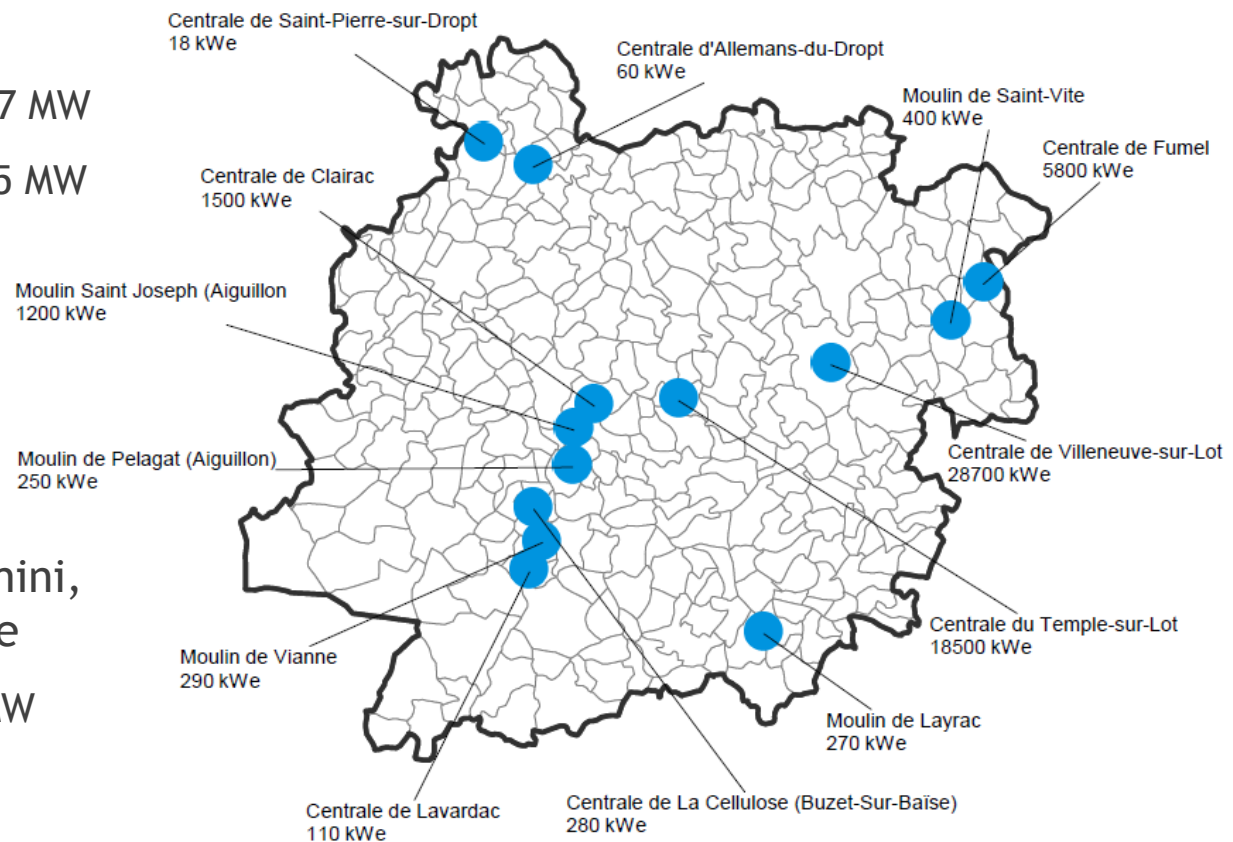 7 MW
5 MW
nini,
e
MW
Centrale de Saint-Pierre-sur-Dropt
18 kWe
Centrale d'Allemans-du-Dropt
60 kWe
Moulin de Saint-Vite
400 kWe
Centrale de Fumel
5800 kWe
Centrale de Clairac
1500 kWe
Moulin Saint Joseph (Aiguillon
1200 kWe
Moulin de Pelagat (Aiguillon)
250 kWe
Centrale de Villeneuve-sur-Lot
28700 kWe
Centrale du Temple-sur-Lot
18500 kWe
Moulin de Vianne
290 kWe
Moulin de Layrac
270 kWe
Centrale de Lavardac
110 kWe
Centrale de La Cellulose (Buzet-Sur-Baïse)
280 kWe